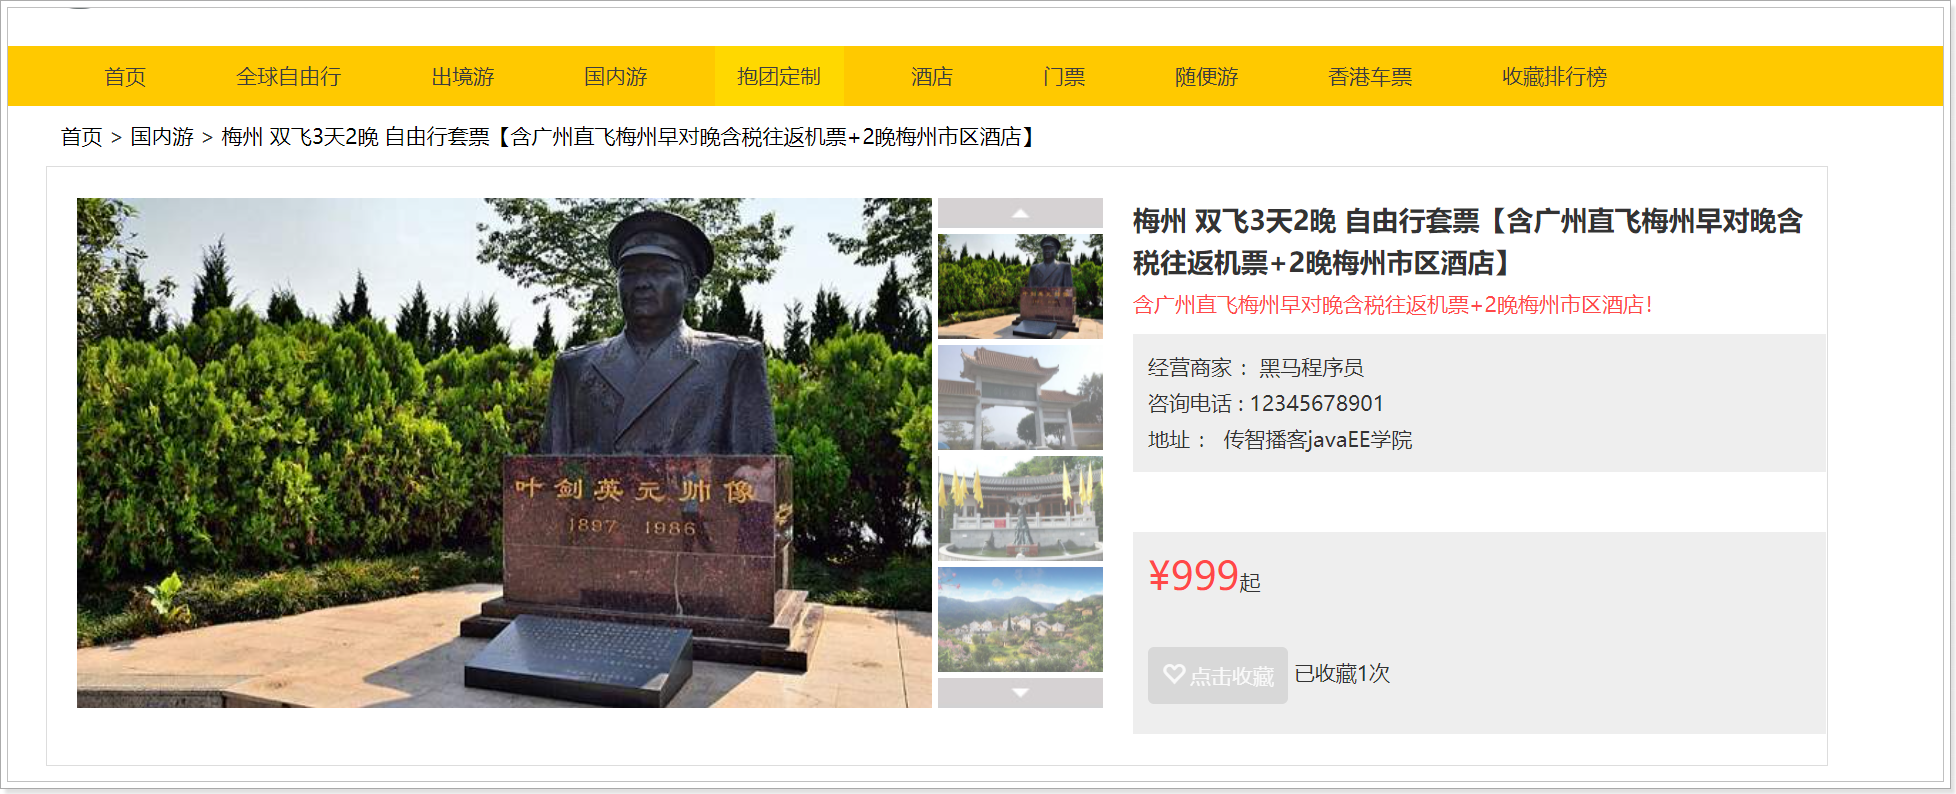 首页 全球自由行 出境游 国内游 抱团定制 酒店 门票 随便游 香港车票 收藏排行榜
首页 > 国内游 > 梅州 双飞3天2晚 自由行套票【含广州直飞梅州早对晚含税往返机票+2晚梅州市区酒店】
叶剑英元帅像
1897 1986
梅州 双飞3天2晚 自由行套票【含广州直飞梅州早对晚含
税往返机票+2晚梅州市区酒店】
含广州直飞梅州早对晚含税往返机票+2晚梅州市区酒店!
经营商家 : 黑马程序员
咨询电话 : 12345678901
地址 : 传智播客javaEE学院
¥999起
点击收藏 已收藏1次